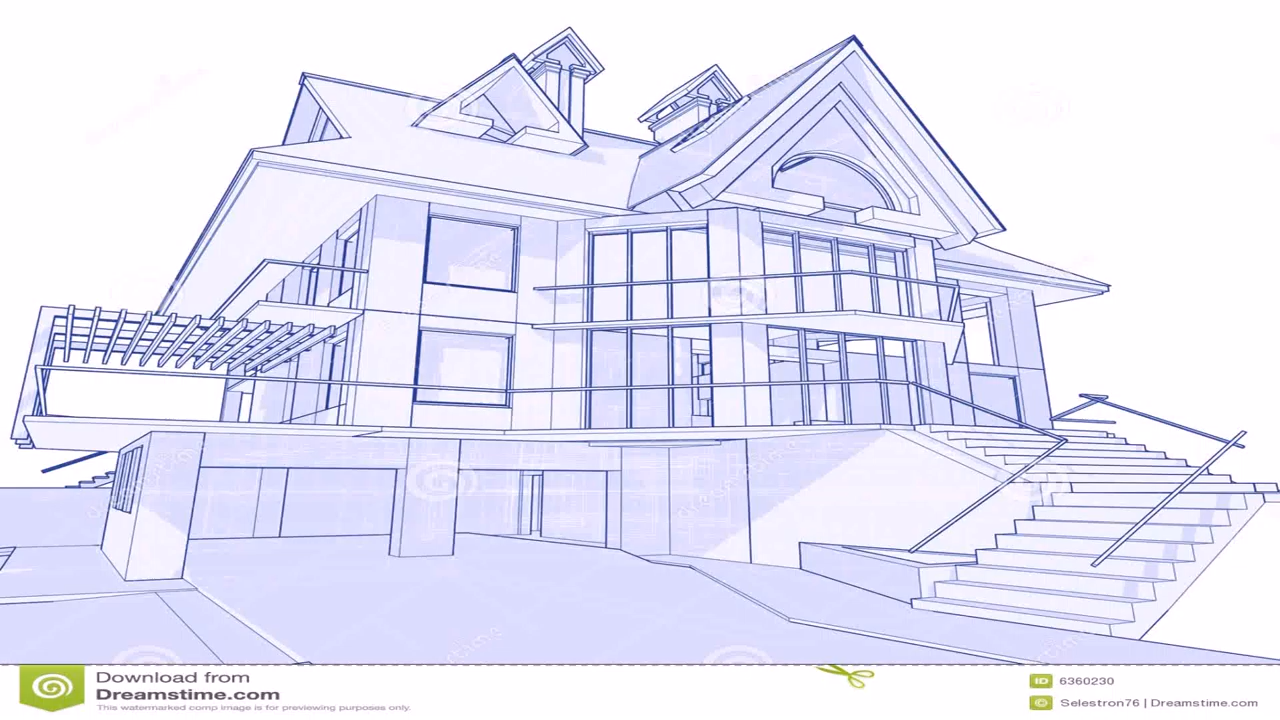 Download from
Dreamstime.com
This watermarked comp image is for previewing purposes only.
ID 6360230
Selestron76 | Dreamstime.com